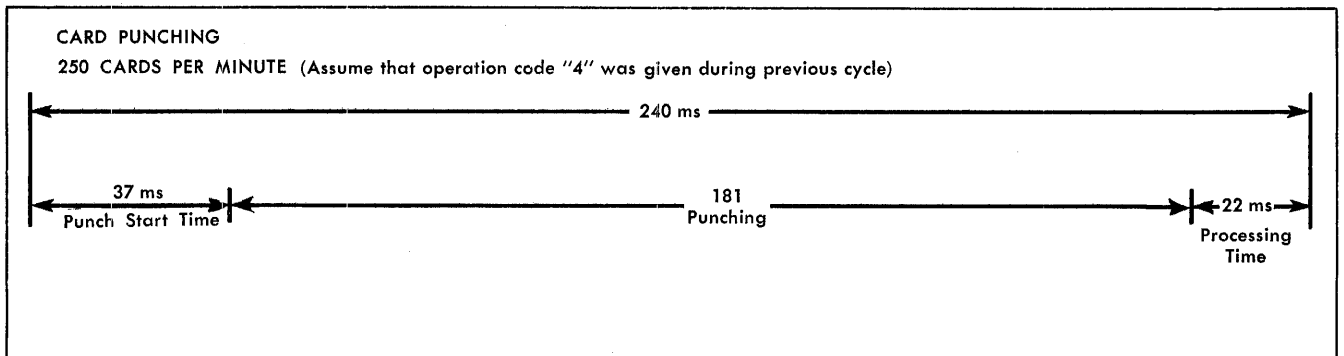 CARD PUNCHING
250 CARDS PER MINUTE (Assume that operation code "4" was given during previous cycle)
240 ms
37 ms
Punch Start Time
181
Punching
22 ms
Processing
Time